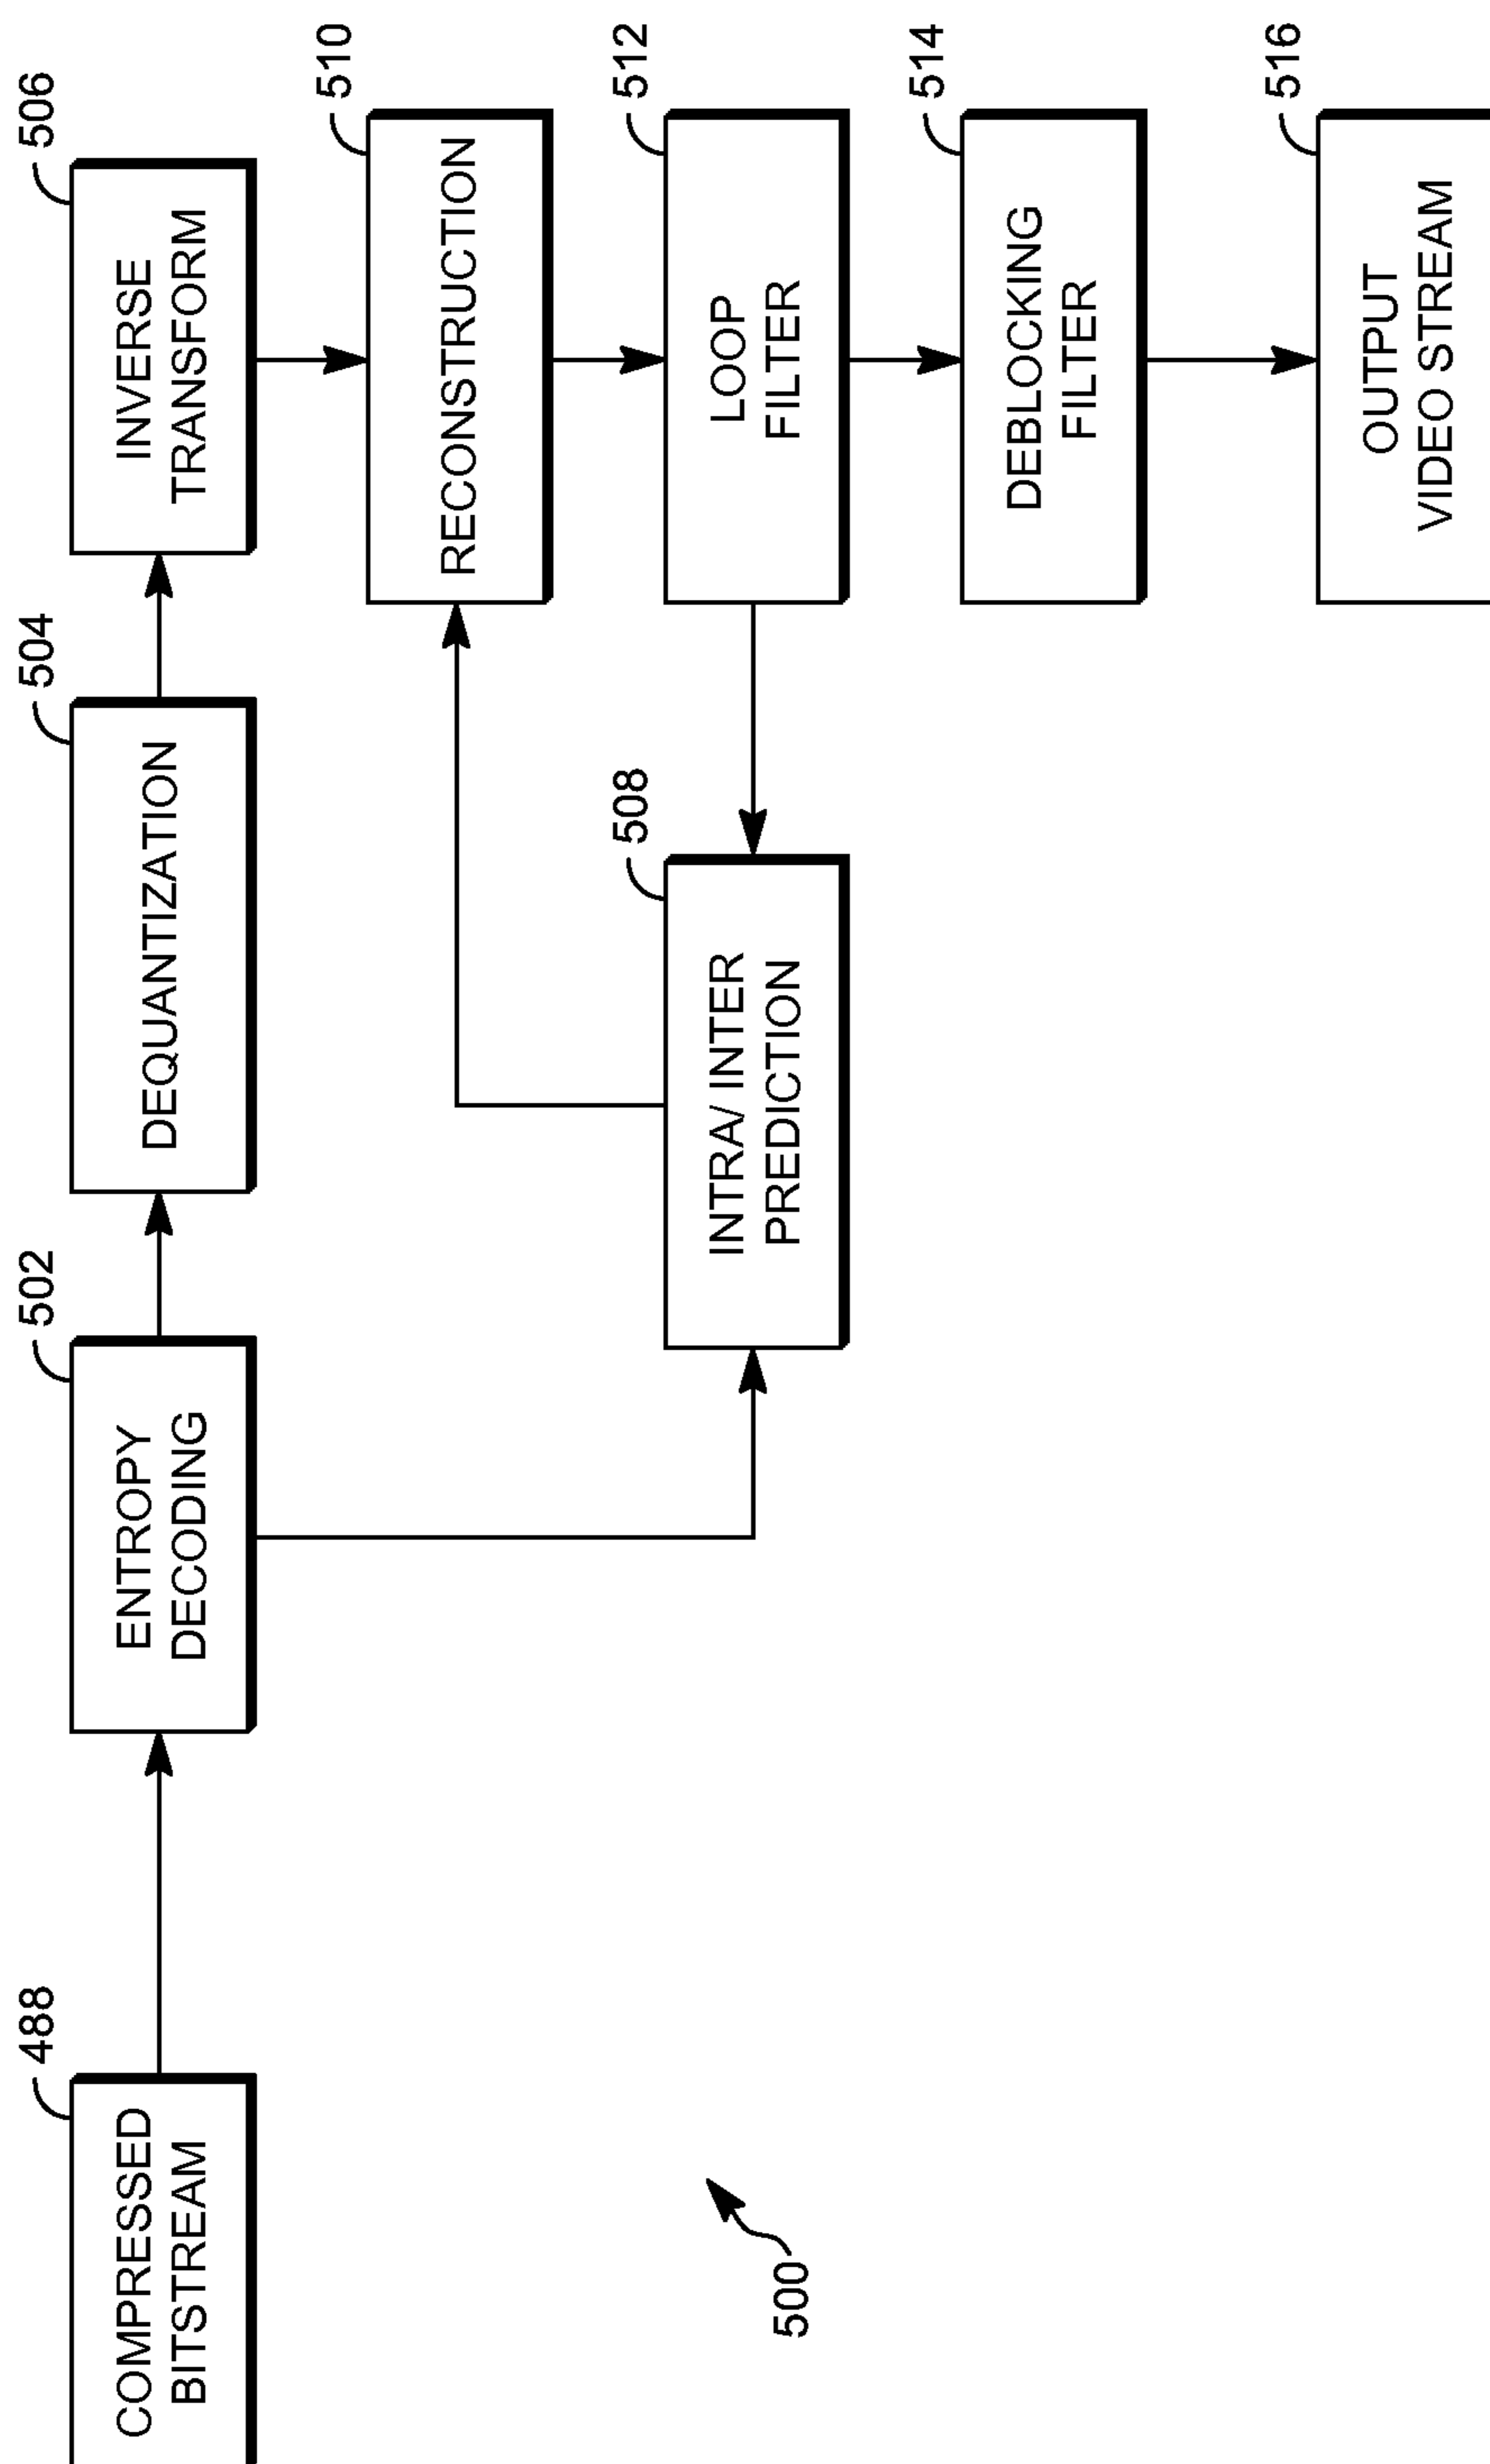 488
COMPRESSED
BITSTREAM
502
ENTROPY
DECODING
504
DEQUANTIZATION
506
INVERSE
TRANSFORM
510
RECONSTRUCTION
508
INTRA/ INTER
PREDICTION
512
LOOP
FILTER
514
DEBLOCKING
FILTER
516
OUTPUT
VIDEO STREAM
500